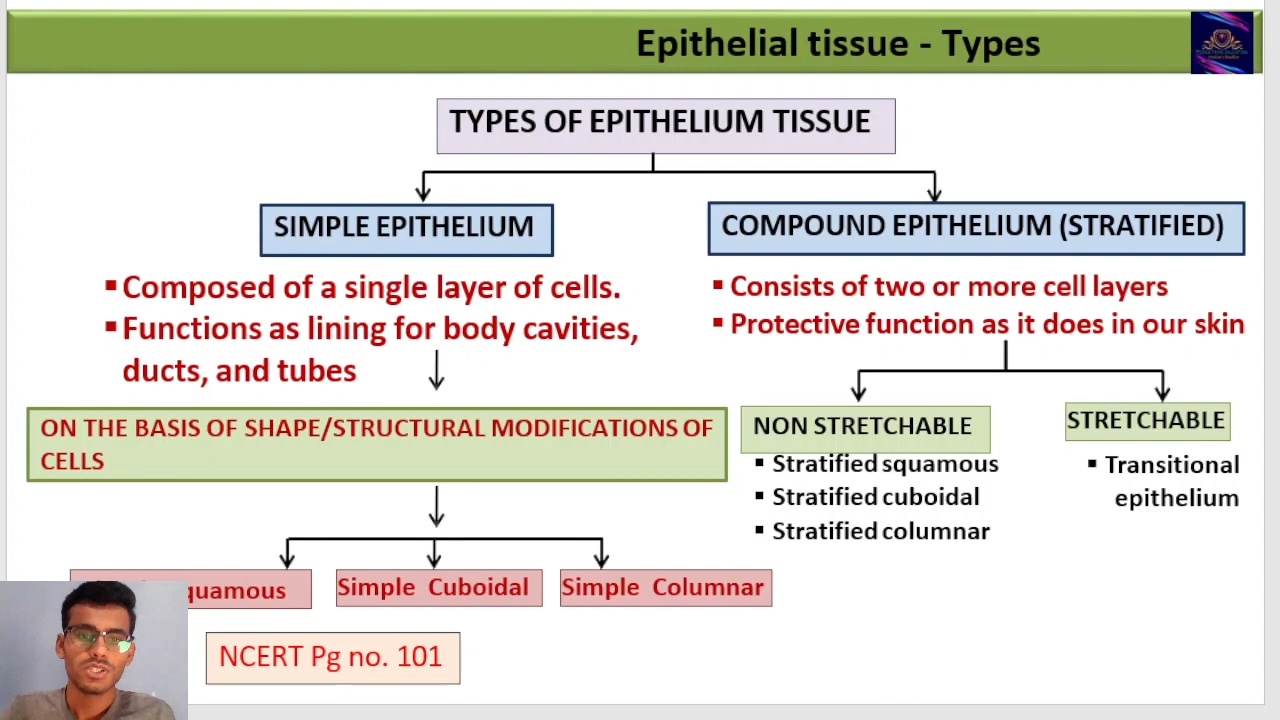 Epithelial tissue - Types
TYPES OF EPITHELIUM TISSUE
SIMPLE EPITHELIUM
COMPOUND EPITHELIUM (STRATIFIED)
▪ Composed of a single layer of cells.
▪ Functions as lining for body cavities,
ducts, and tubes
▪ Consists of two or more cell layers
▪ Protective function as it does in our skin
ON THE BASIS OF SHAPE/STRUCTURAL MODIFICATIONS OF
CELLS
NON STRETCHABLE
▪ Stratified squamous
▪ Stratified cuboidal
▪ Stratified columnar
STRETCHABLE
▪ Transitional
epithelium
Simple Cuboidal
Simple Columnar
NCERT Pg no. 101